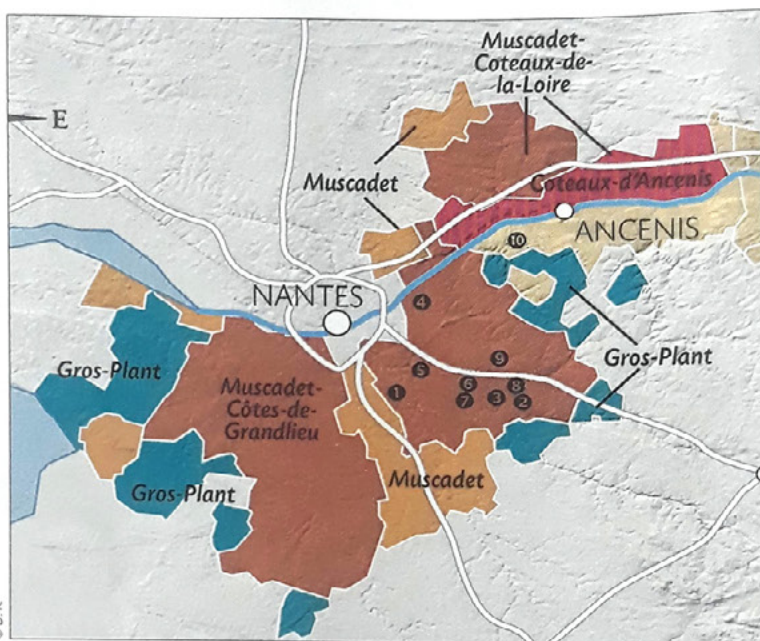 Muscadet-
Coteaux-de-
la-Loire
E
Muscadet
Coteaux-d'Ancenis
ANCENIS
10
NANTES
4
Gros-Plant
Gros-Plant
5
9
Muscadet-
Côtes-de-
Grandlieu
1
6
8
7
3
2
Muscadet
Gros-Plant